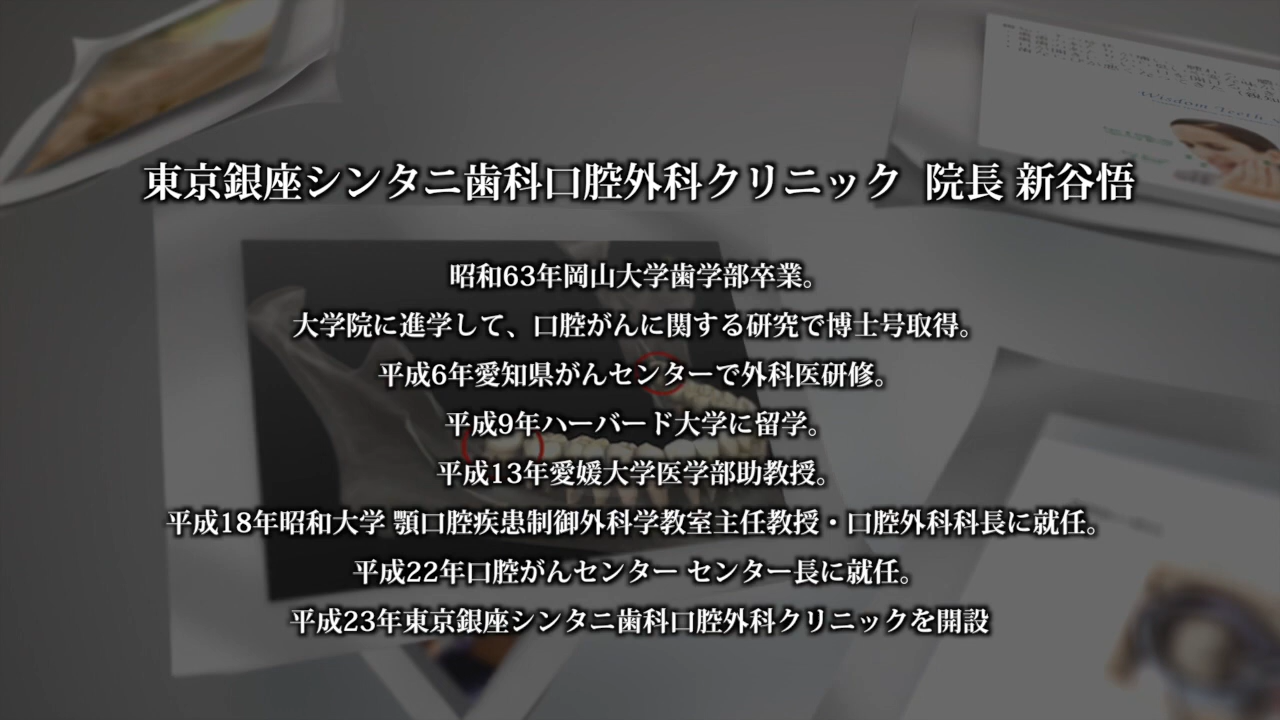 東京銀座シンタニ歯科口腔外科クリニック 院長 新谷悟
昭和63年岡山大学歯学部卒業。
大学院に進学して、口腔がんに関する研究で博士号取得。
平成6年愛知県がんセンターで外科医研修。
平成9年ハーバード大学に留学。
平成13年愛媛大学医学部助教授。
平成18年昭和大学 顎口腔疾患制御外科学教室主任教授・口腔外科科長に就任。
平成22年口腔がんセンター センター長に就任。
平成23年東京銀座シンタニ歯科口腔外科クリニックを開設
Wisdom Teeth